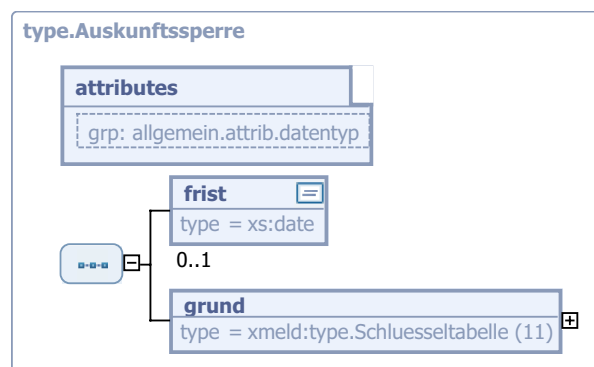 type.Auskunftssperre
attributes
grp: allgemein.attrib.datentyp
frist
type = xs:date
0..1
grund
type = xmeld:type.Schluesseltabelle (11)